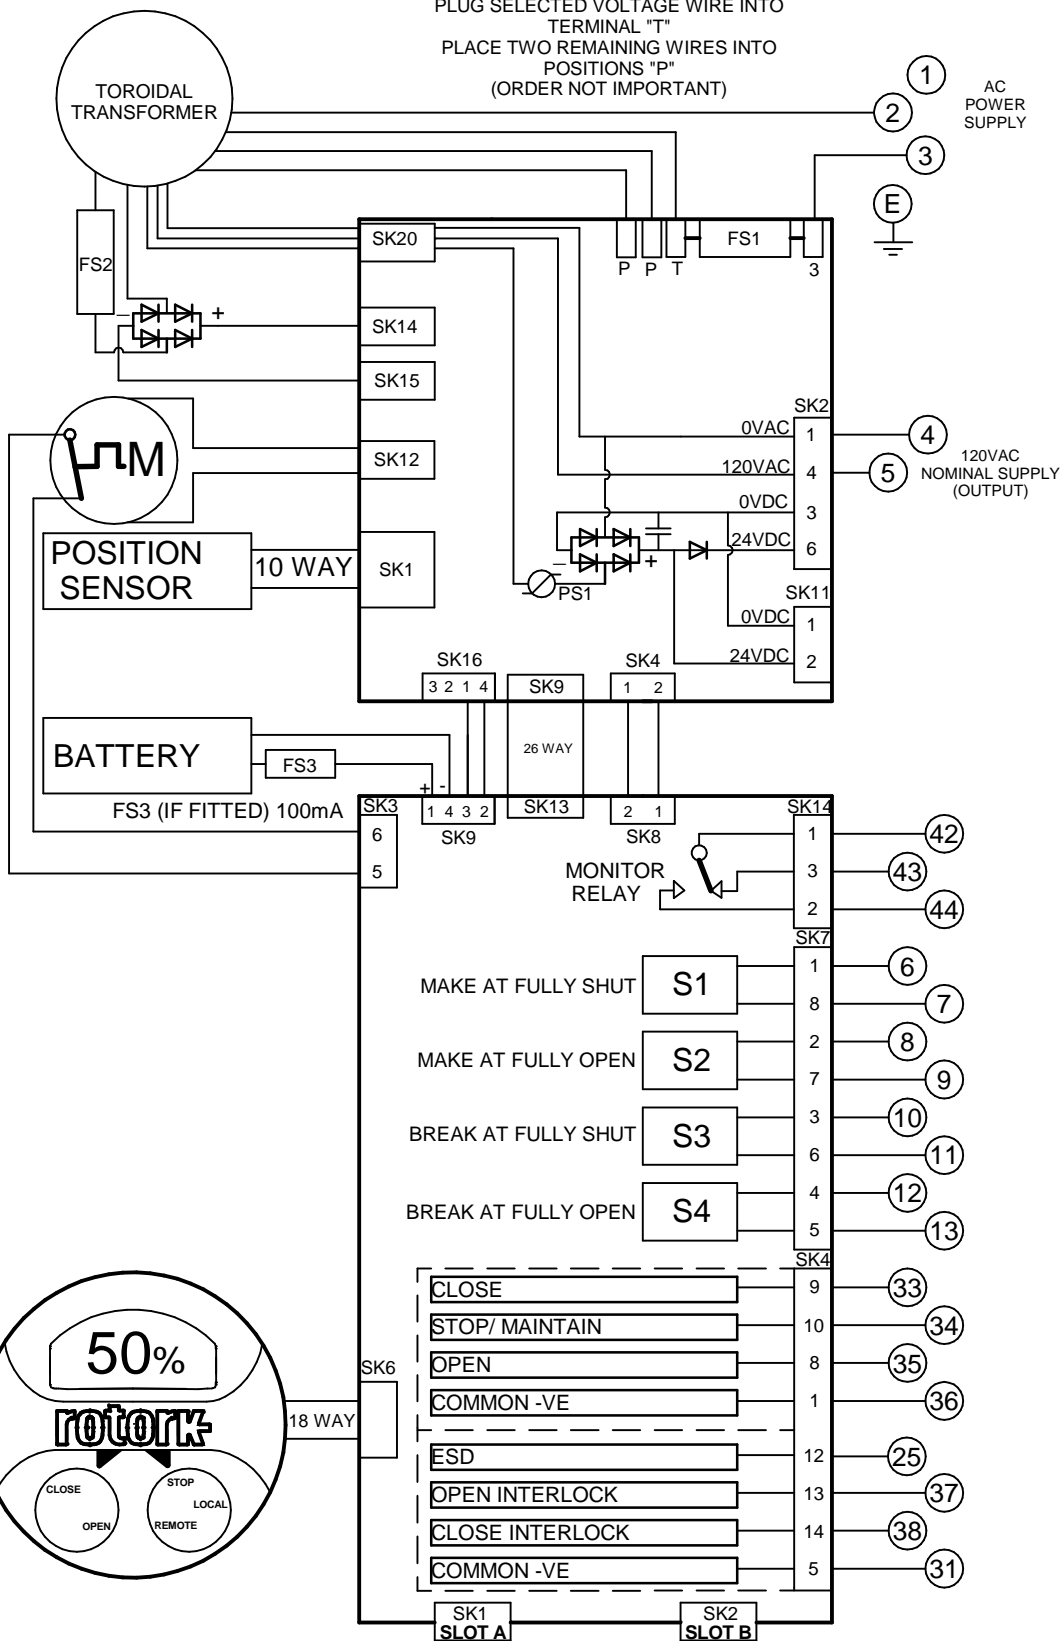 PLUG SELECTED VOLTAGE WIRE INTO
TERMINAL "T"
PLACE TWO REMAINING WIRES INTO
POSITIONS "P"
(ORDER NOT IMPORTANT)
TOROIDAL
TRANSFORMER
1
2
3
E
AC
POWER
SUPPLY
FS2
SK20
P P T
FS1
3
SK14
SK15
SK12
M
– +
SK2
0VAC 1 4
120VAC 4 5
120VAC
NOMINAL SUPPLY
(OUTPUT)
0VDC 3
24VDC 6
– +
PS1
SK11
0VDC 1
24VDC 2
POSITION
SENSOR
10 WAY
SK1
SK16
3 2 1 4
SK9
SK4
1 2
BATTERY
FS3
26 WAY
FS3 (IF FITTED) 100mA
+ -
SK3
6
5
1 4 3 2
SK9
SK13
2 1
SK8
SK14
MONITOR
RELAY
1 42
3 43
2 44
SK7
MAKE AT FULLY SHUT S1
1 6
8 7
MAKE AT FULLY OPEN S2
2 8
7 9
BREAK AT FULLY SHUT S3
3 10
6 11
BREAK AT FULLY OPEN S4
4 12
5 13
SK4
CLOSE 9 33
STOP/ MAINTAIN 10 34
OPEN 8 35
COMMON -VE 1 36
ESD 12 25
OPEN INTERLOCK 13 37
CLOSE INTERLOCK 14 38
COMMON -VE 5 31
50%
rotork
CLOSE
OPEN
STOP
LOCAL
REMOTE
18 WAY
SK6
SK1
SLOT A
SK2
SLOT B